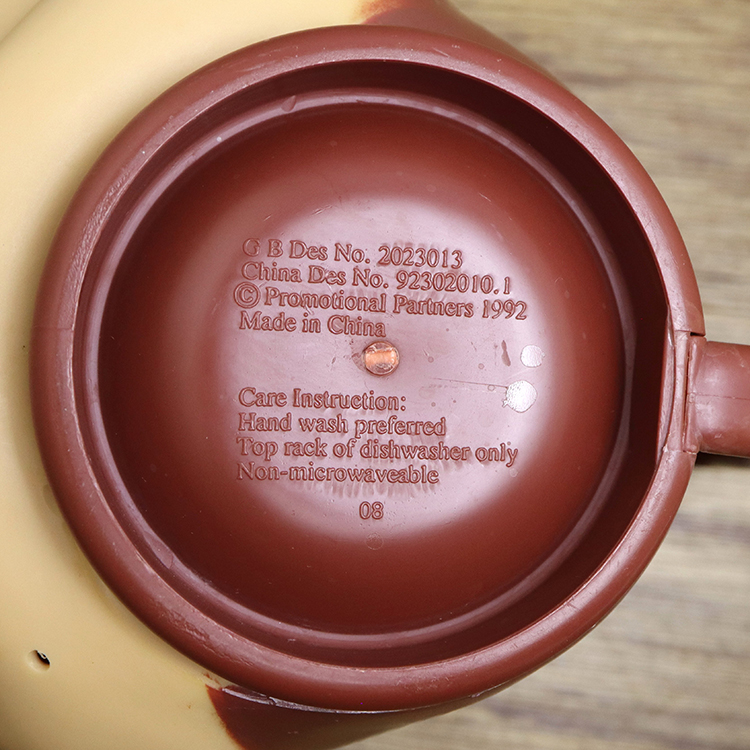 G B Des No. 2023013
China Des No. 92302010.1
© Promotional Partners 1992
Made in China
Care Instruction:
Hand wash preferred
Top rack of dishwasher only
Non-microwaveable
08